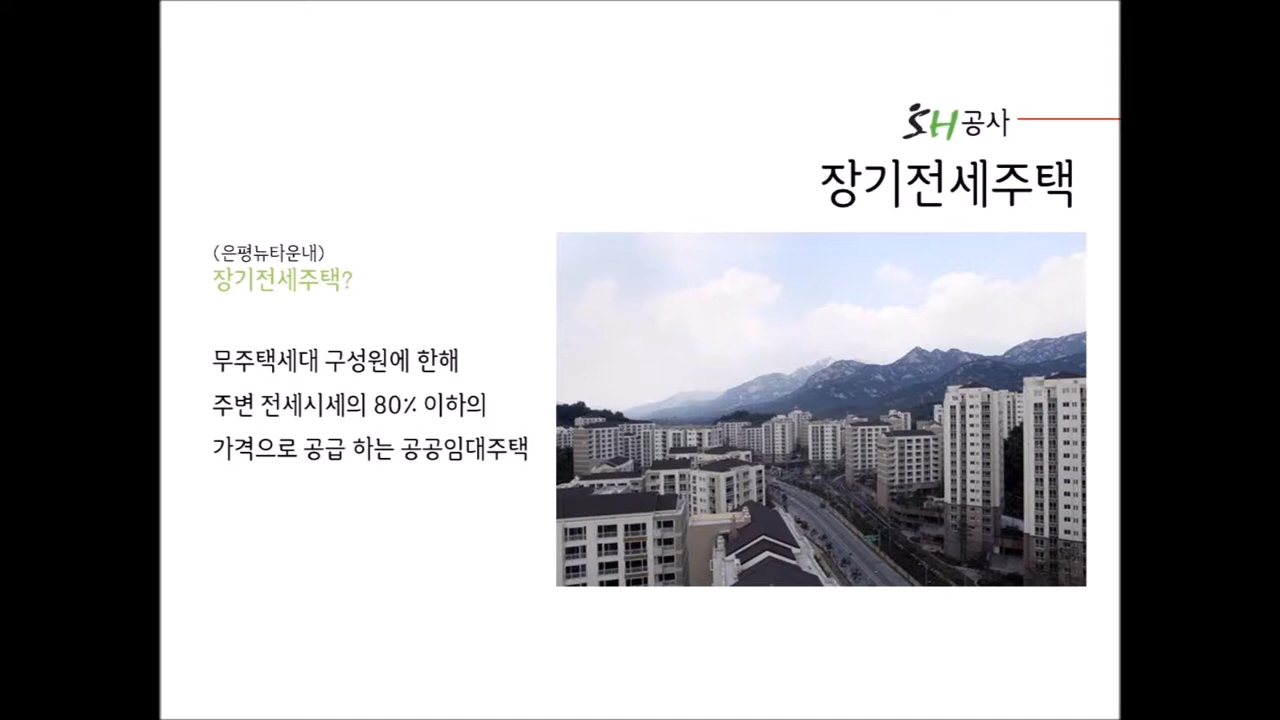 SH공사
장기전세주택
(은평뉴타운내)
장기전세주택?
무주택세대 구성원에 한해
주변 전세시세의 80% 이하의
가격으로 공급 하는 공공임대주택